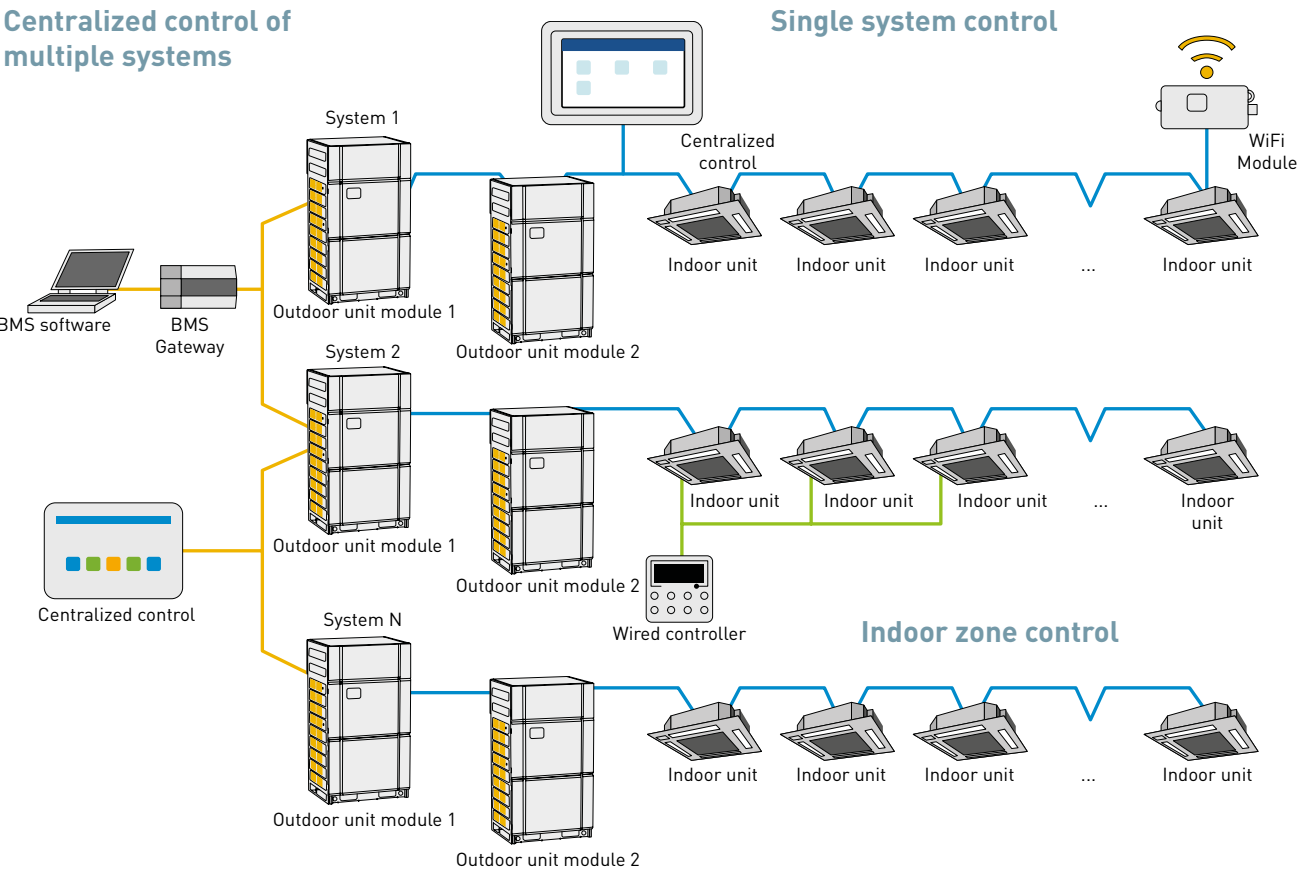 Centralized control of
multiple systems
Single system control
System 1
Centralized
control
WiFi
Module
Indoor unit
Indoor unit
Indoor unit
...
Indoor unit
Outdoor unit module 1
BMS software
BMS
Gateway
Outdoor unit module 2
System 2
Indoor unit
Indoor unit
Indoor unit
...
Indoor
unit
Outdoor unit module 1
Outdoor unit module 2
Centralized control
System N
Wired controller
Indoor zone control
Indoor unit
Indoor unit
Indoor unit
...
Indoor unit
Outdoor unit module 1
Outdoor unit module 2